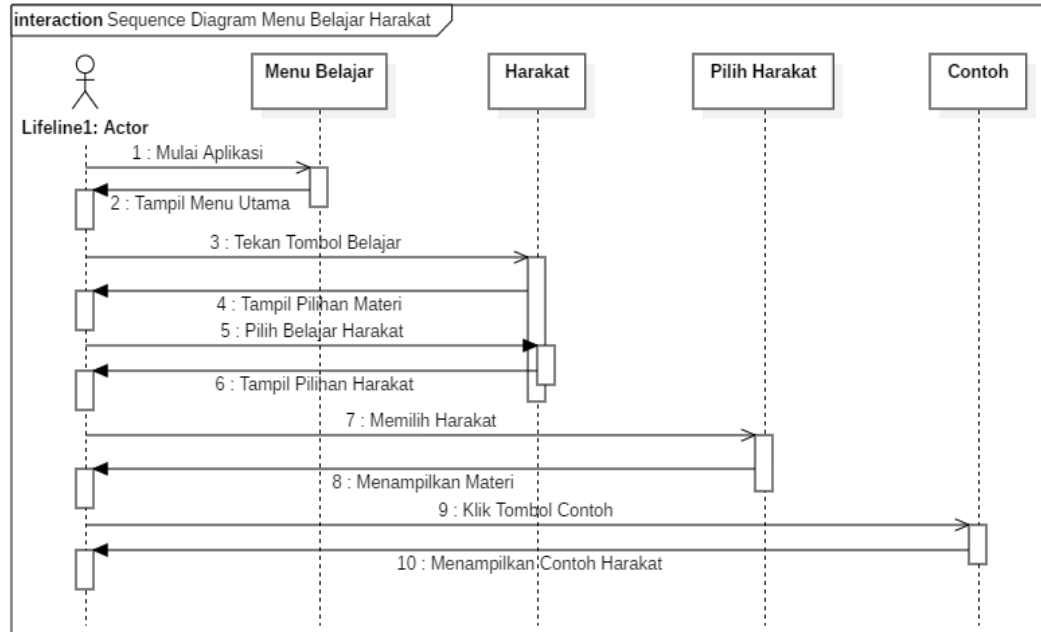 interaction Sequence Diagram Menu Belajar Harakat
Menu Belajar
Harakat
Pilih Harakat
Contoh
Lifeline1: Actor
1 : Mulai Aplikasi
2 : Tampil Menu Utama
3 : Tekan Tombol Belajar
4 : Tampil Pilihan Materi
5 : Pilih Belajar Harakat
6 : Tampil Pilihan Harakat
7 : Memilih Harakat
8 : Menampilkan Materi
9 : Klik Tombol Contoh
10 : Menampilkan Contoh Harakat